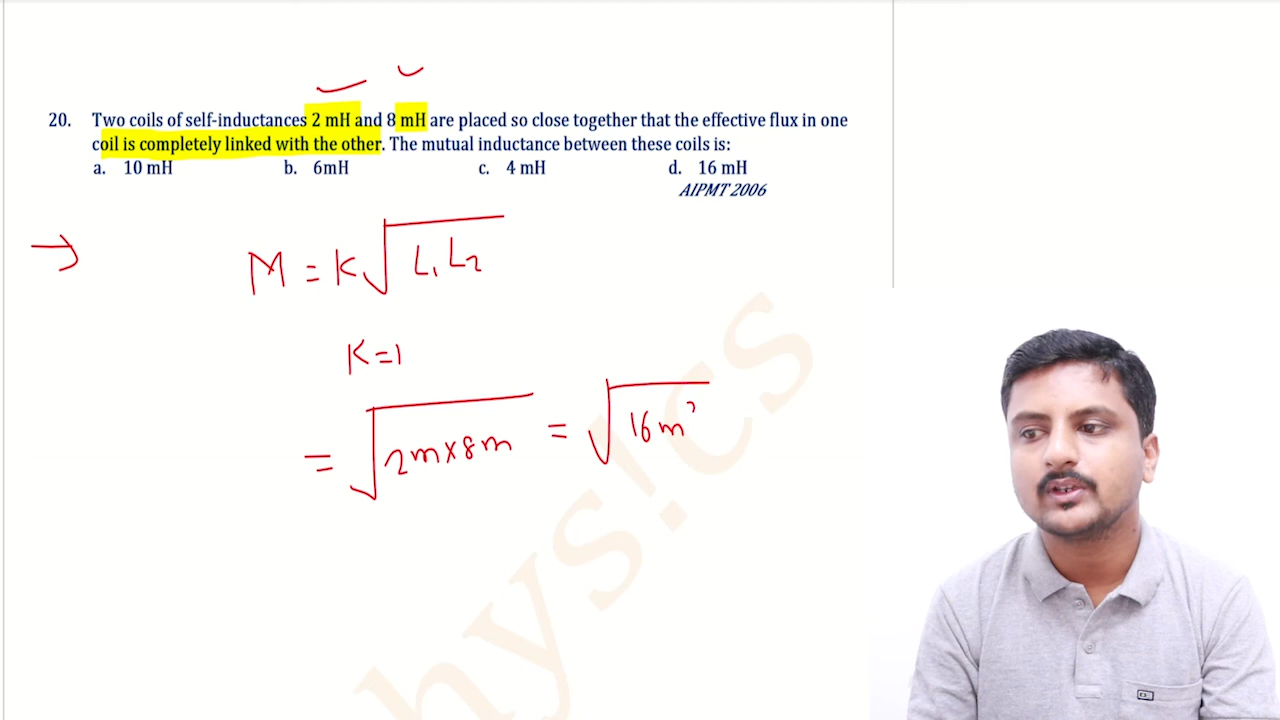 20. Two coils of self-inductances 2 mH and 8 mH are placed so close together that the effective flux in one
coil is completely linked with the other. The mutual inductance between these coils is:
a. 10 mH b. 6mH c. 4 mH d. 16 mH
AIPMT 2006
→ M = K√L₁L₂
K=1
= √2m×8m = √16m²
hys!cs